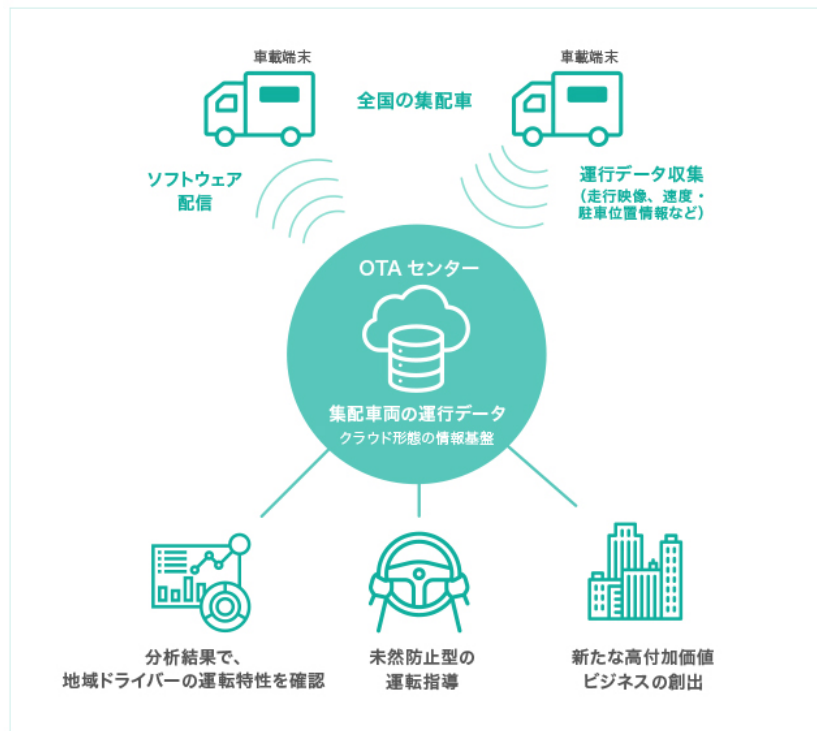 車載端末
車載端末
全国の集配車
ソフトウェア
配信
運行データ収集
（走行映像、速度・
駐車位置情報など）
OTA センター
集配車両の運行データ
クラウド形態の情報基盤
分析結果で、
地域ドライバーの運転特性を確認
未然防止型の
運転指導
新たな高付加価値
ビジネスの創出